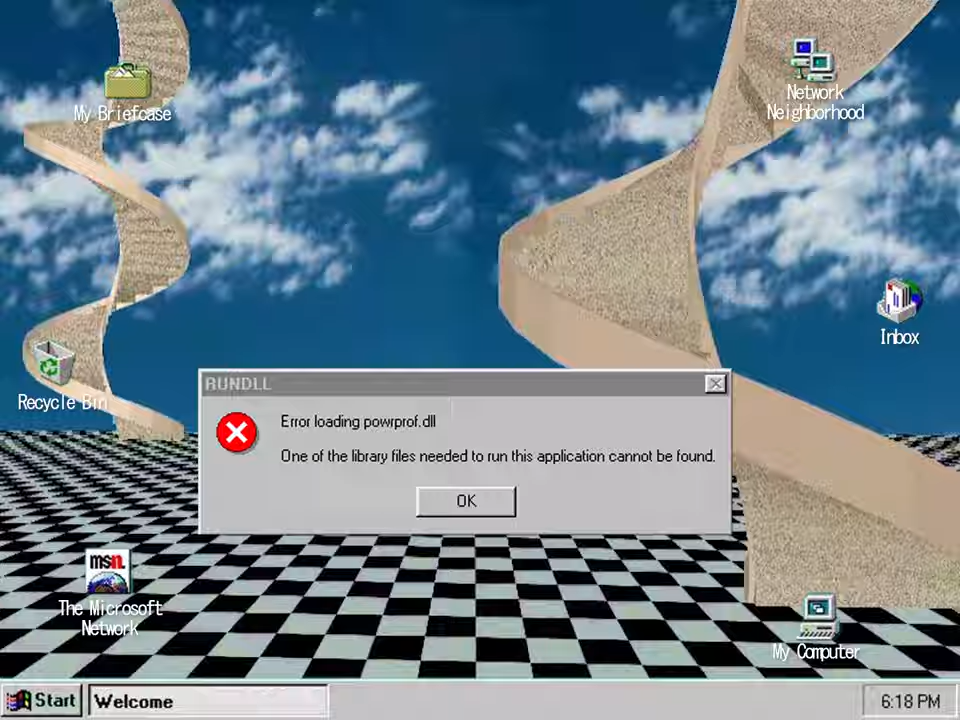 My Briefcase
Network
Neighborhood
Inbox
Recycle Bin
RUNDLL
Error loading powrprof.dll
One of the library files needed to run this application cannot be found.
OK
msn
The Microsoft
Network
My Computer
Start
Welcome
6:18 PM